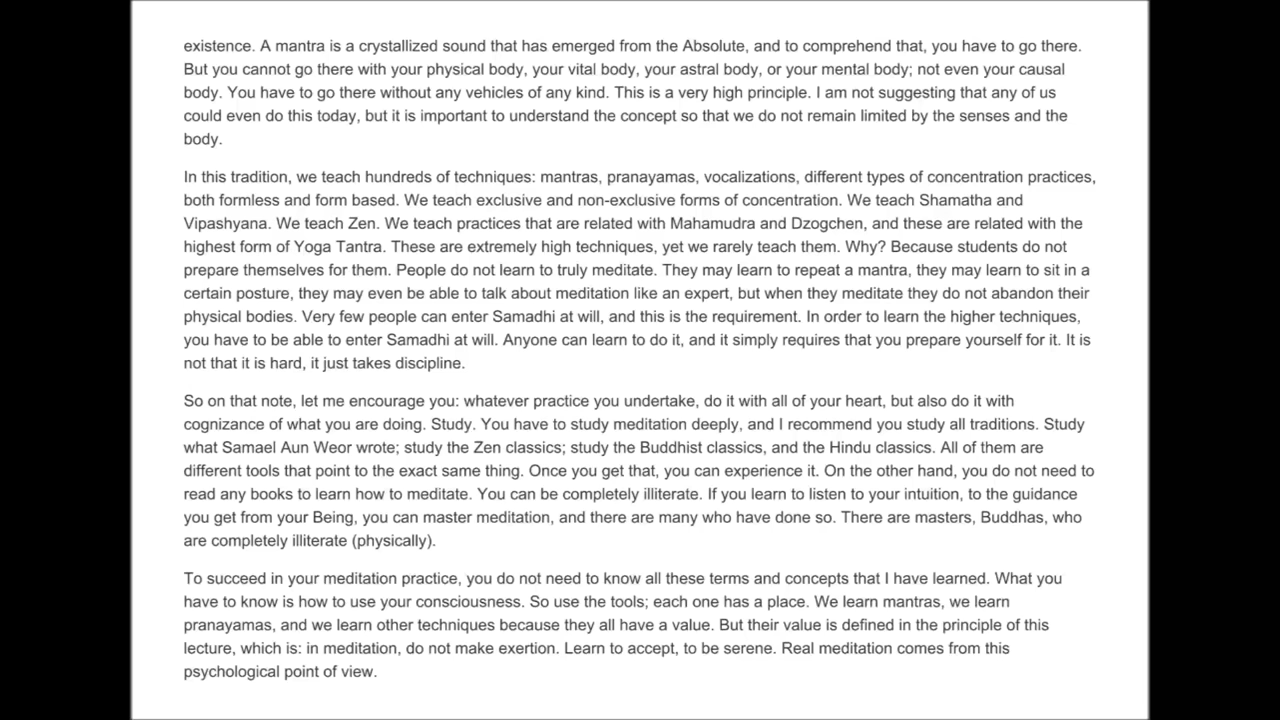 existence. A mantra is a crystallized sound that has emerged from the Absolute, and to comprehend that, you have to go there.
But you cannot go there with your physical body, your vital body, your astral body, or your mental body; not even your causal
body. You have to go there without any vehicles of any kind. This is a very high principle. I am not suggesting that any of us
could even do this today, but it is important to understand the concept so that we do not remain limited by the senses and the
body.
In this tradition, we teach hundreds of techniques: mantras, pranayamas, vocalizations, different types of concentration practices,
both formless and form based. We teach exclusive and non-exclusive forms of concentration. We teach Shamatha and
Vipashyana. We teach Zen. We teach practices that are related with Mahamudra and Dzogchen, and these are related with the
highest form of Yoga Tantra. These are extremely high techniques, yet we rarely teach them. Why? Because students do not
prepare themselves for them. People do not learn to truly meditate. They may learn to repeat a mantra, they may learn to sit in a
certain posture, they may even be able to talk about meditation like an expert, but when they meditate they do not abandon their
physical bodies. Very few people can enter Samadhi at will, and this is the requirement. In order to learn the higher techniques,
you have to be able to enter Samadhi at will. Anyone can learn to do it, and it simply requires that you prepare yourself for it. It is
not that it is hard, it just takes discipline.
So on that note, let me encourage you: whatever practice you undertake, do it with all of your heart, but also do it with
cognizance of what you are doing. Study. You have to study meditation deeply, and I recommend you study all traditions. Study
what Samael Aun Weor wrote; study the Zen classics; study the Buddhist classics, and the Hindu classics. All of them are
different tools that point to the exact same thing. Once you get that, you can experience it. On the other hand, you do not need to
read any books to learn how to meditate. You can be completely illiterate. If you learn to listen to your intuition, to the guidance
you get from your Being, you can master meditation, and there are many who have done so. There are masters, Buddhas, who
are completely illiterate (physically).
To succeed in your meditation practice, you do not need to know all these terms and concepts that I have learned. What you
have to know is how to use your consciousness. So use the tools; each one has a place. We learn mantras, we learn
pranayamas, and we learn other techniques because they all have a value. But their value is defined in the principle of this
lecture, which is: in meditation, do not make exertion. Learn to accept, to be serene. Real meditation comes from this
psychological point of view.